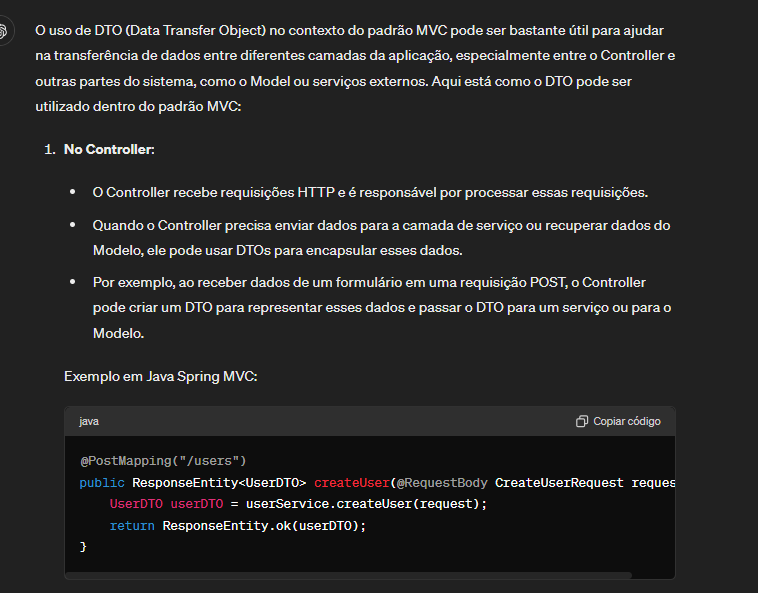 O uso de DTO (Data Transfer Object) no contexto do padrão MVC pode ser bastante útil para ajudar
na transferência de dados entre diferentes camadas da aplicação, especialmente entre o Controller e
outras partes do sistema, como o Model ou serviços externos. Aqui está como o DTO pode ser
utilizado dentro do padrão MVC:
1. No Controller:
• O Controller recebe requisições HTTP e é responsável por processar essas requisições.
• Quando o Controller precisa enviar dados para a camada de serviço ou recuperar dados do
Modelo, ele pode usar DTOs para encapsular esses dados.
• Por exemplo, ao receber dados de um formulário em uma requisição POST, o Controller
pode criar um DTO para representar esses dados e passar o DTO para um serviço ou para o
Modelo.
Exemplo em Java Spring MVC:
java Copiar código
@PostMapping("/users")
public ResponseEntity<UserDTO> createUser(@RequestBody CreateUserRequest reques
UserDTO userDTO = userService.createUser(request);
return ResponseEntity.ok(userDTO);
}